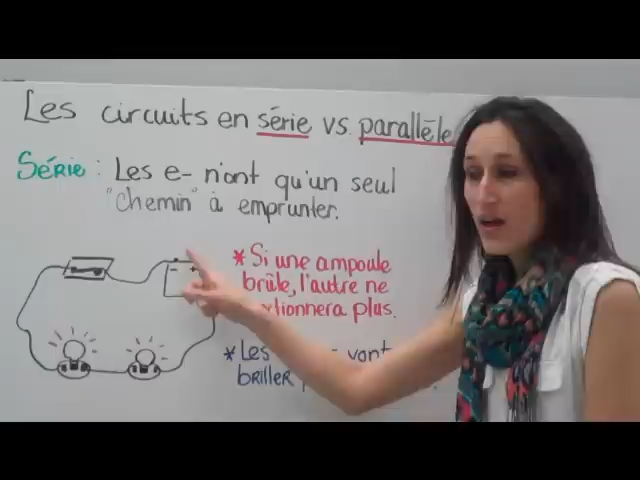 Les circuits en série vs. parallèle
Série : Les e- n'ont qu'un seul
"chemin" à emprunter.
* Si une ampoule
brûle, l'autre ne
plus.
* Les vont
briller